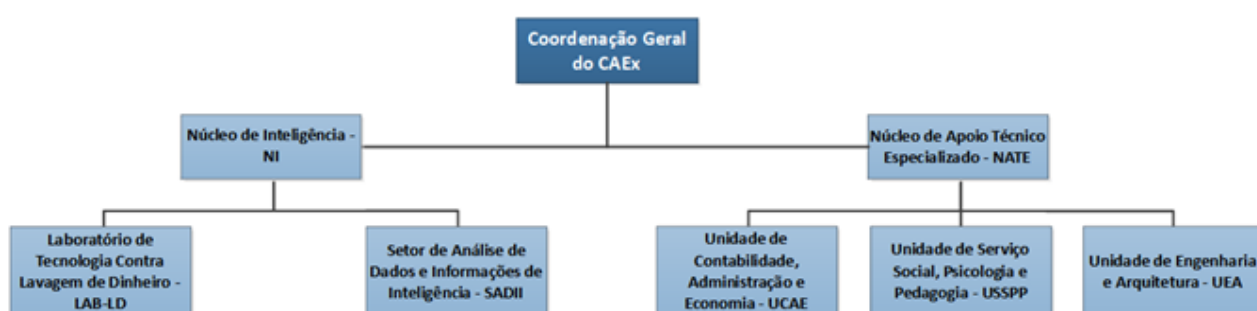 Coordenação Geral
do CAEx
Núcleo de Inteligência -
NI
Núcleo de Apoio Técnico
Especializado - NATE
Laboratório de
Tecnologia Contra
Lavagem de Dinheiro -
LAB-LD
Setor de Análise de
Dados e Informações de
Inteligência - SADII
Unidade de
Contabilidade,
Administração e
Economia - UCAE
Unidade de Serviço
Social, Psicologia e
Pedagogia - USSPP
Unidade de Engenharia
e Arquitetura - UEA